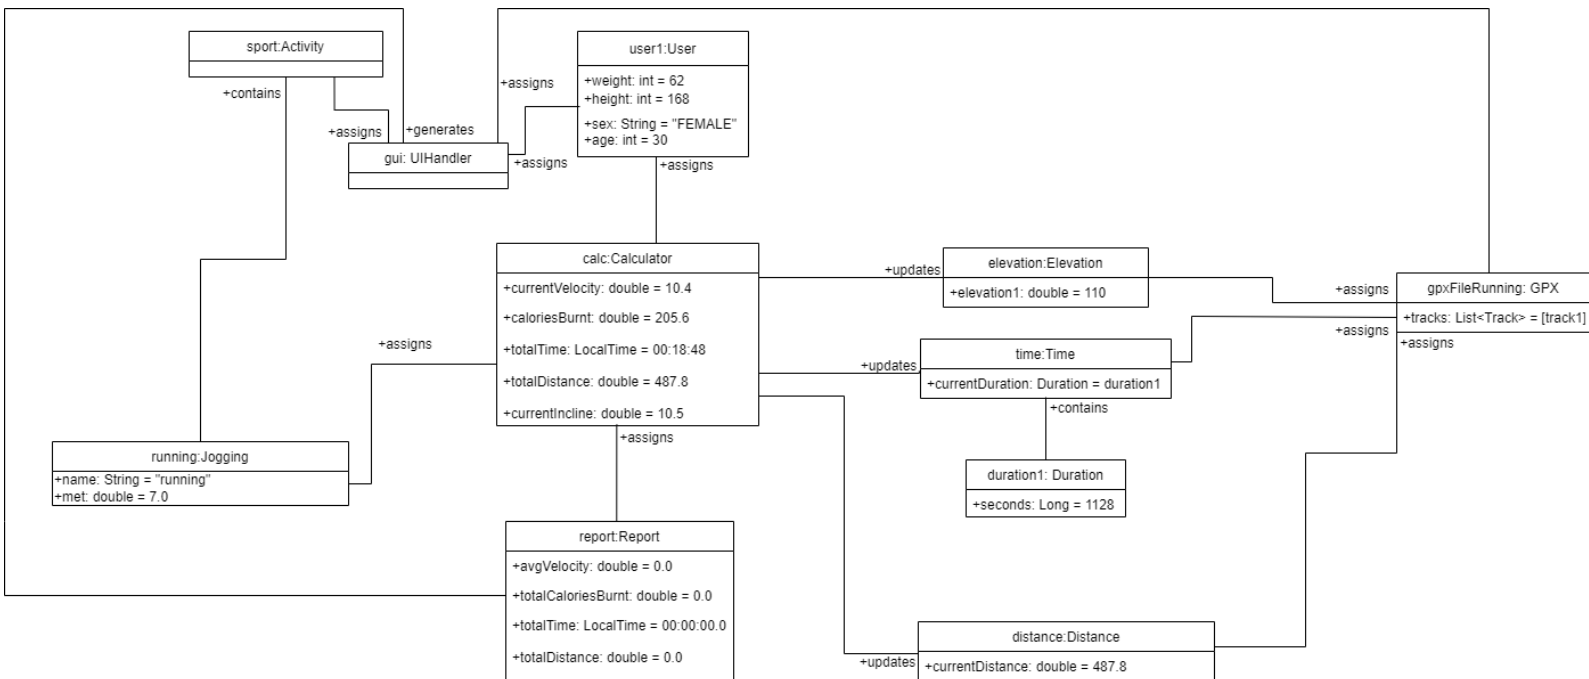 sport:Activity
+contains
+assigns
+generates
gui: UIHandler
+assigns
user1:User
+weight: int = 62
+height: int = 168
+sex: String = "FEMALE"
+age: int = 30
+assigns
+assigns
calc:Calculator
+currentVelocity: double = 10.4
+caloriesBurnt: double = 205.6
+totalTime: LocalTime = 00:18:48
+totalDistance: double = 487.8
+currentIncline: double = 10.5
+assigns
+assigns
running:Jogging
+name: String = "running"
+met: double = 7.0
report:Report
+avgVelocity: double = 0.0
+totalCaloriesBurnt: double = 0.0
+totalTime: LocalTime = 00:00:00.0
+totalDistance: double = 0.0
+updates
elevation:Elevation
+elevation1: double = 110
+updates
time:Time
+currentDuration: Duration = duration1
+contains
duration1: Duration
+seconds: Long = 1128
+updates
distance:Distance
+currentDistance: double = 487.8
+assigns
+assigns
+assigns
gpxFileRunning: GPX
+tracks: List<Track> = [track1]